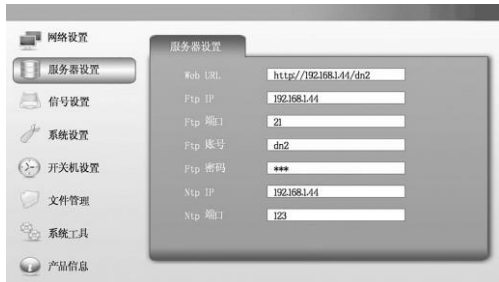 网络设置
服务器设置
信号设置
系统设置
开关机设置
文件管理
系统工具
产品信息
服务器设置
Web URL http://192.168.1.44/dn2
Ftp IP 192.168.1.44
Ftp 端口 21
Ftp 账号 dn2
Ftp 密码 ***
Ntp IP 192.168.1.44
Ntp 端口 123